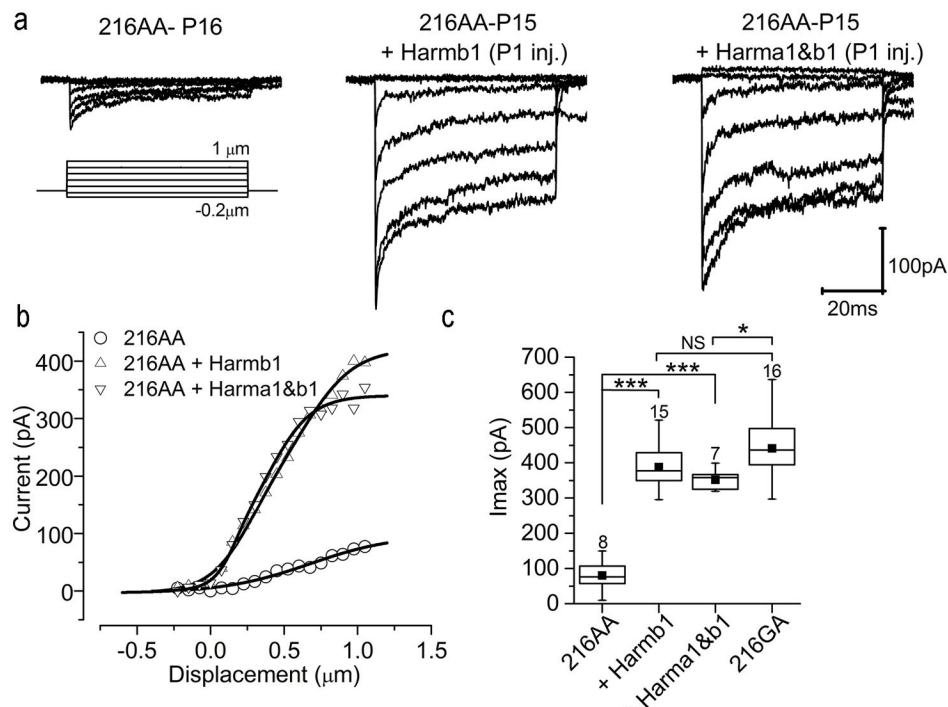 a
216AA- P16
216AA-P15
+ Harmb1 (P1 inj.)
216AA-P15
+ Harma1&b1 (P1 inj.)
1 µm
-0.2µm
100pA
20ms
b
216AA
216AA + Harmb1
216AA + Harma1&b1
400
300
200
100
0
Current (pA)
-0.5
0.0
0.5
1.0
1.5
Displacement (µm)
c
*
NS
***
***
700
600
500
400
300
200
100
0
Imax (pA)
8
15
7
16
216AA
+ Harmb1
Harma1&b1
216GA